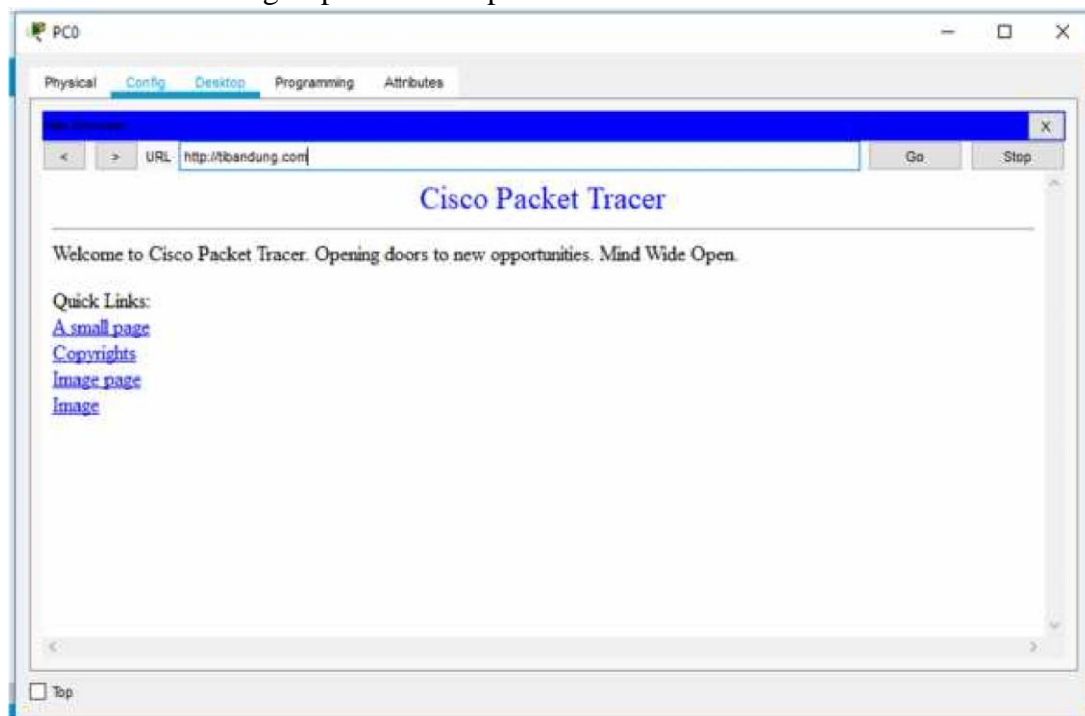 PC0
Physical Config Desktop Programming Attributes
X
< > URL http://tibandung.com Go Stop
Cisco Packet Tracer
Welcome to Cisco Packet Tracer. Opening doors to new opportunities. Mind Wide Open.
Quick Links:
A small page
Copyrights
Image page
Image
Top